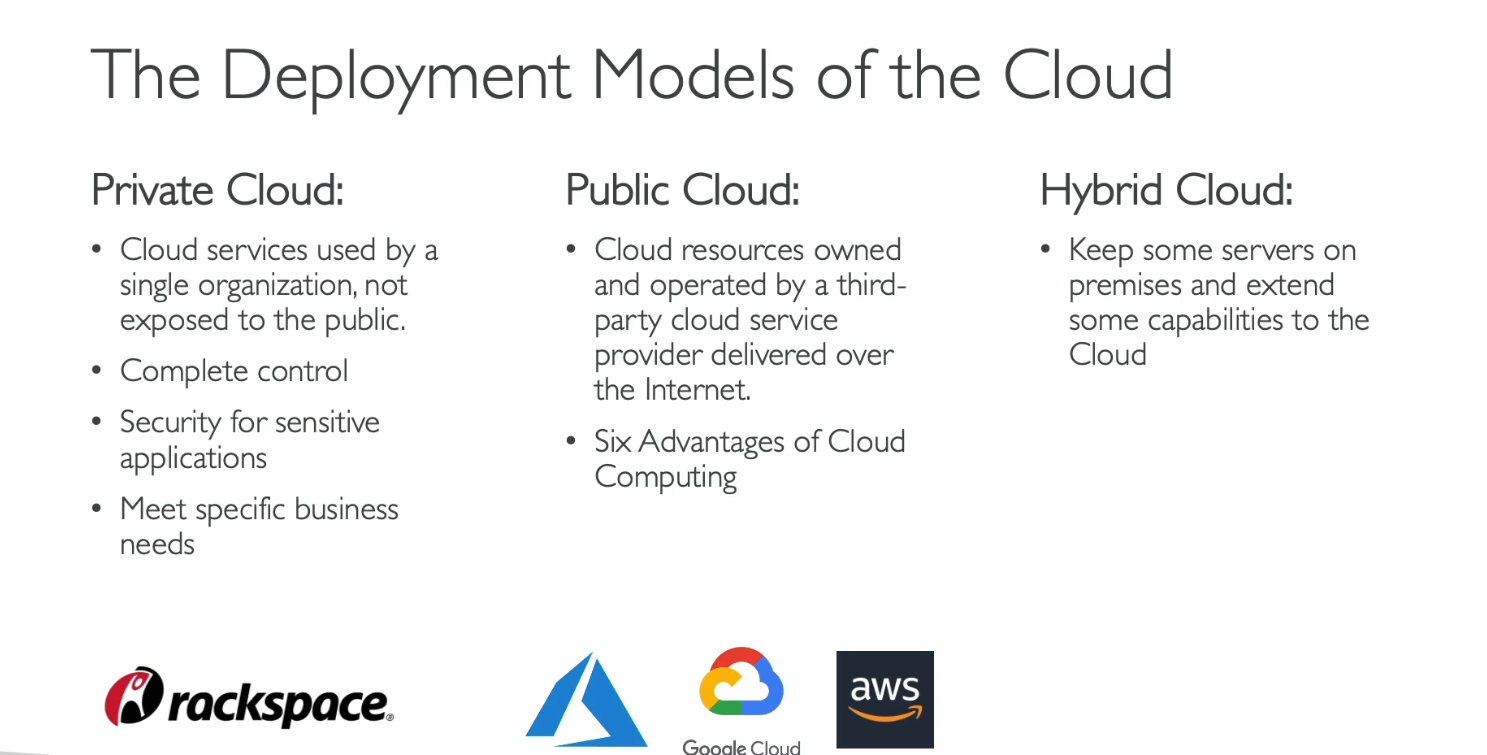 The Deployment Models of the Cloud
Private Cloud:
• Cloud services used by a
single organization, not
exposed to the public.
• Complete control
• Security for sensitive
applications
• Meet specific business
needs
Public Cloud:
• Cloud resources owned
and operated by a third-
party cloud service
provider delivered over
the Internet.
• Six Advantages of Cloud
Computing
Hybrid Cloud:
• Keep some servers on
premises and extend
some capabilities to the
Cloud
rackspace®
Google Cloud
aws